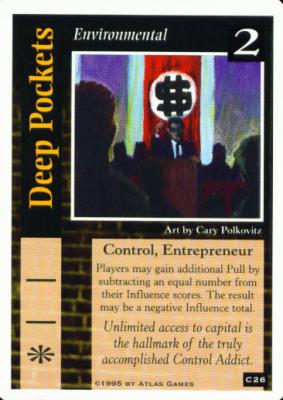 Deep Pockets
Environmental
2
$
Art by Cary Polkovitz
Control, Entrepreneur
Players may gain additional Pull by
subtracting an equal number from
their Influence scores. The result
may be a negative Influence total.
Unlimited access to capital is
the hallmark of the truly
accomplished Control Addict.
©1995 BY ATLAS GAMES
C26